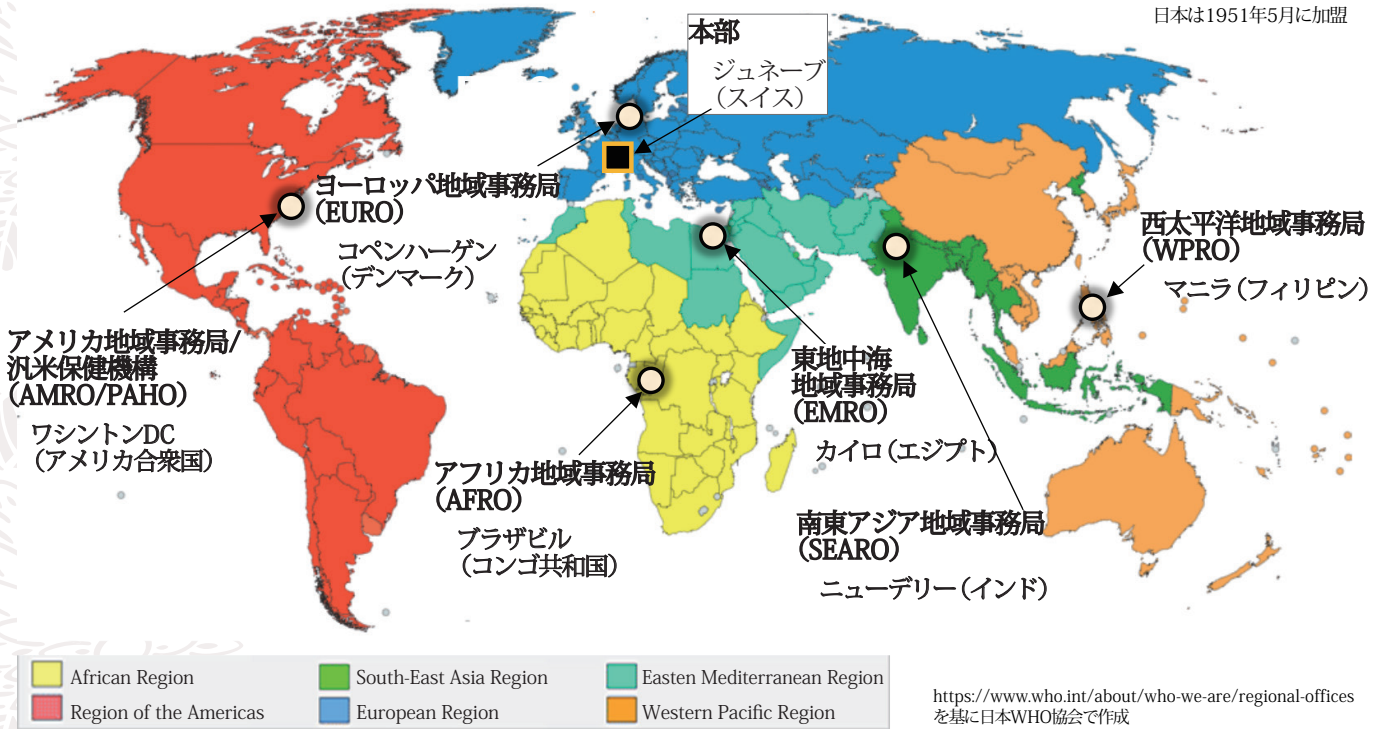 日本は1951年5月に加盟
本部
ジュネーブ
（スイス）
ヨーロッパ地域事務局
(EURO)
コペンハーゲン
（デンマーク）
西太平洋地域事務局
(WPRO)
マニラ（フィリピン）
アメリカ地域事務局/
汎米保健機構
(AMRO/PAHO)
ワシントンDC
（アメリカ合衆国）
東地中海
地域事務局
(EMRO)
カイロ（エジプト）
アフリカ地域事務局
(AFRO)
ブラザビル
（コンゴ共和国）
南東アジア地域事務局
(SEARO)
ニューデリー（インド）
African Region
South-East Asia Region
Easten Mediterranean Region
Region of the Americas
European Region
Western Pacific Region
https://www.who.int/about/who-we-are/regional-offices
を基に日本WHO協会で作成